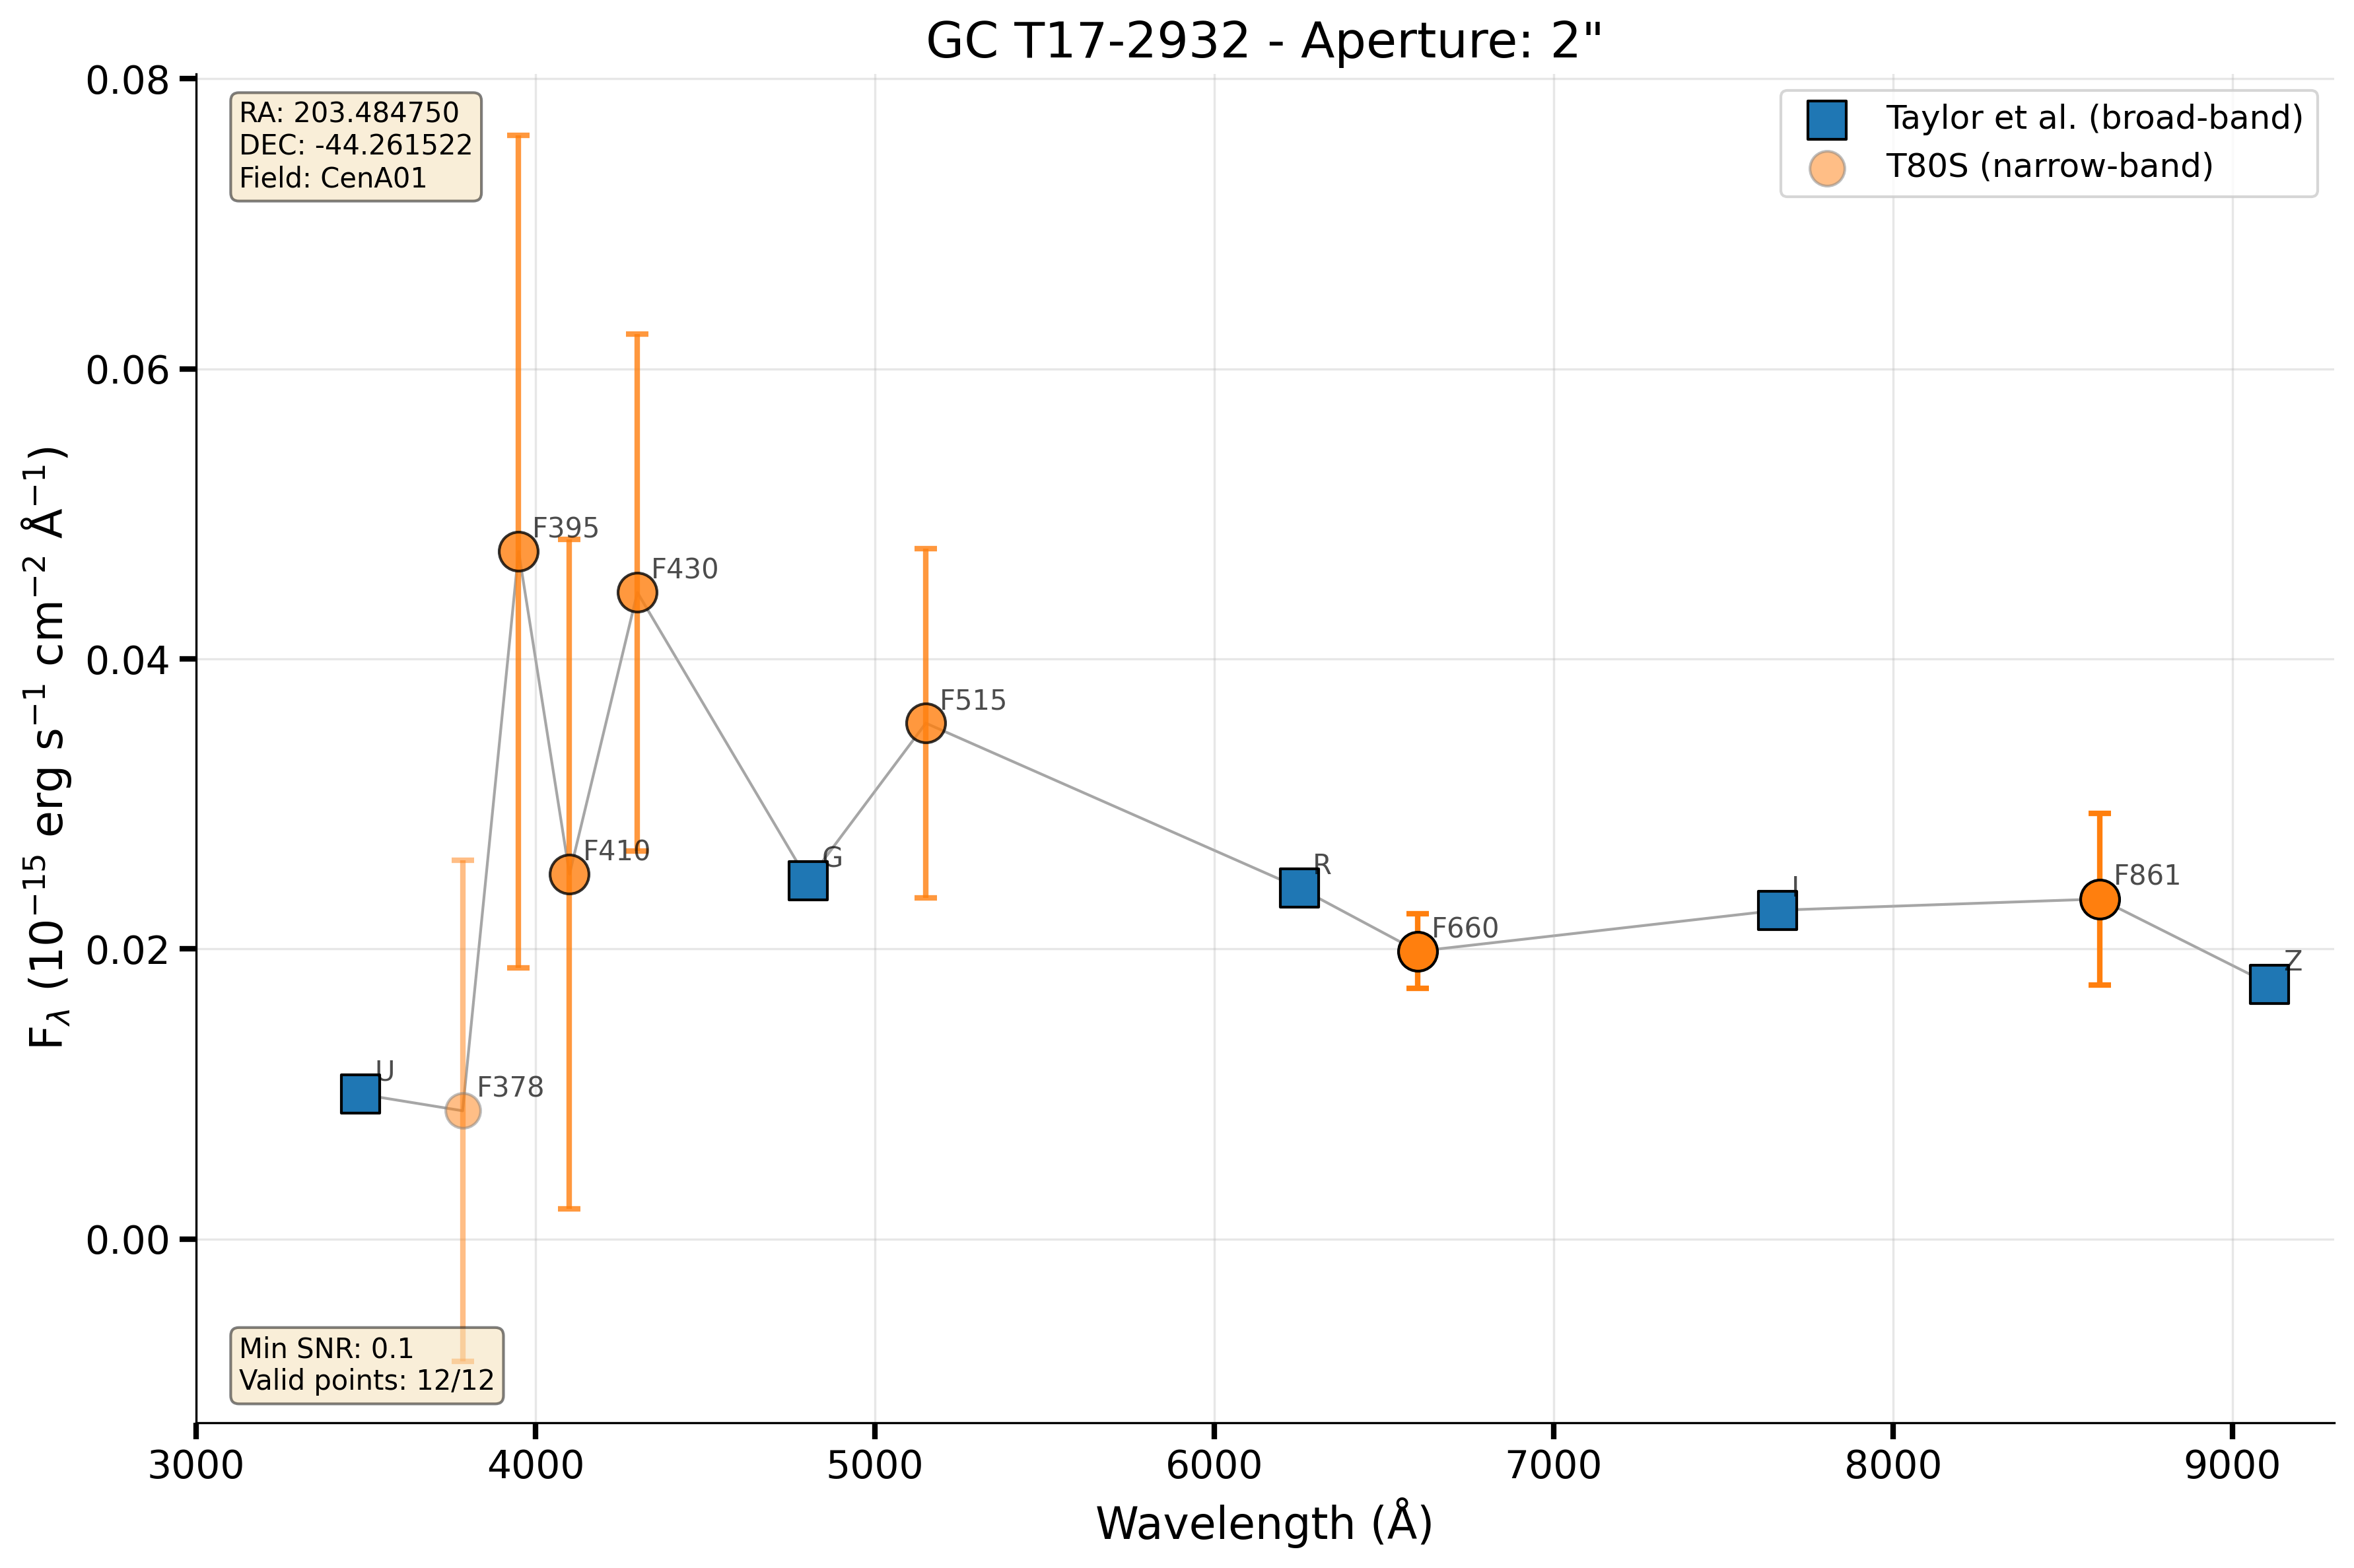 GC T17-2932 - Aperture: 2"
RA: 203.484750
DEC: -44.261522
Field: CenA01
Taylor et al. (broad-band)
T80S (narrow-band)
0.08
0.06
0.04
0.02
0.00
F_λ (10⁻¹⁵ erg s⁻¹ cm⁻² Å⁻¹)
U
F378
F395
F410
F430
G
F515
R
F660
I
F861
Z
Min SNR: 0.1
Valid points: 12/12
3000 4000 5000 6000 7000 8000 9000
Wavelength (Å)